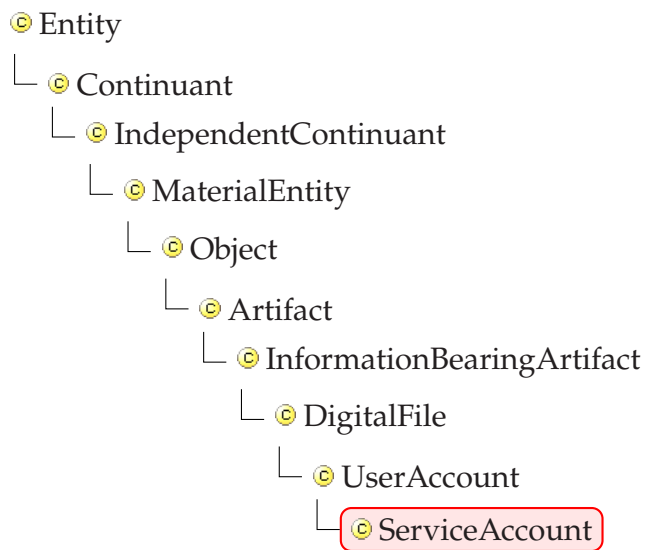 Entity
Continuant
IndependentContinuant
MaterialEntity
Object
Artifact
InformationBearingArtifact
DigitalFile
UserAccount
ServiceAccount